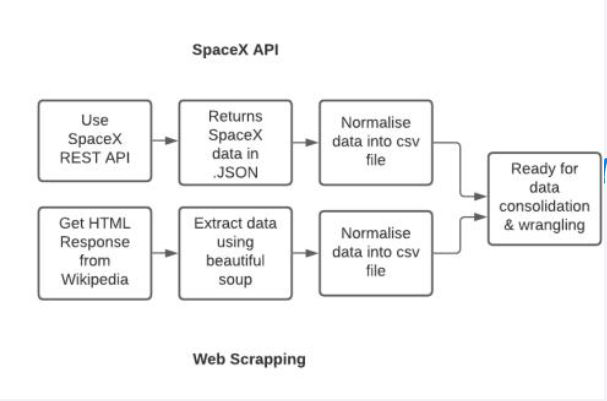 SpaceX API
Use
SpaceX
REST API
Returns
SpaceX
data in
.JSON
Normalise
data into csv
file
Ready for
data
consolidation
& wrangling
Get HTML
Response
from
Wikipedia
Extract data
using
beautiful
soup
Normalise
data into csv
file
Web Scrapping